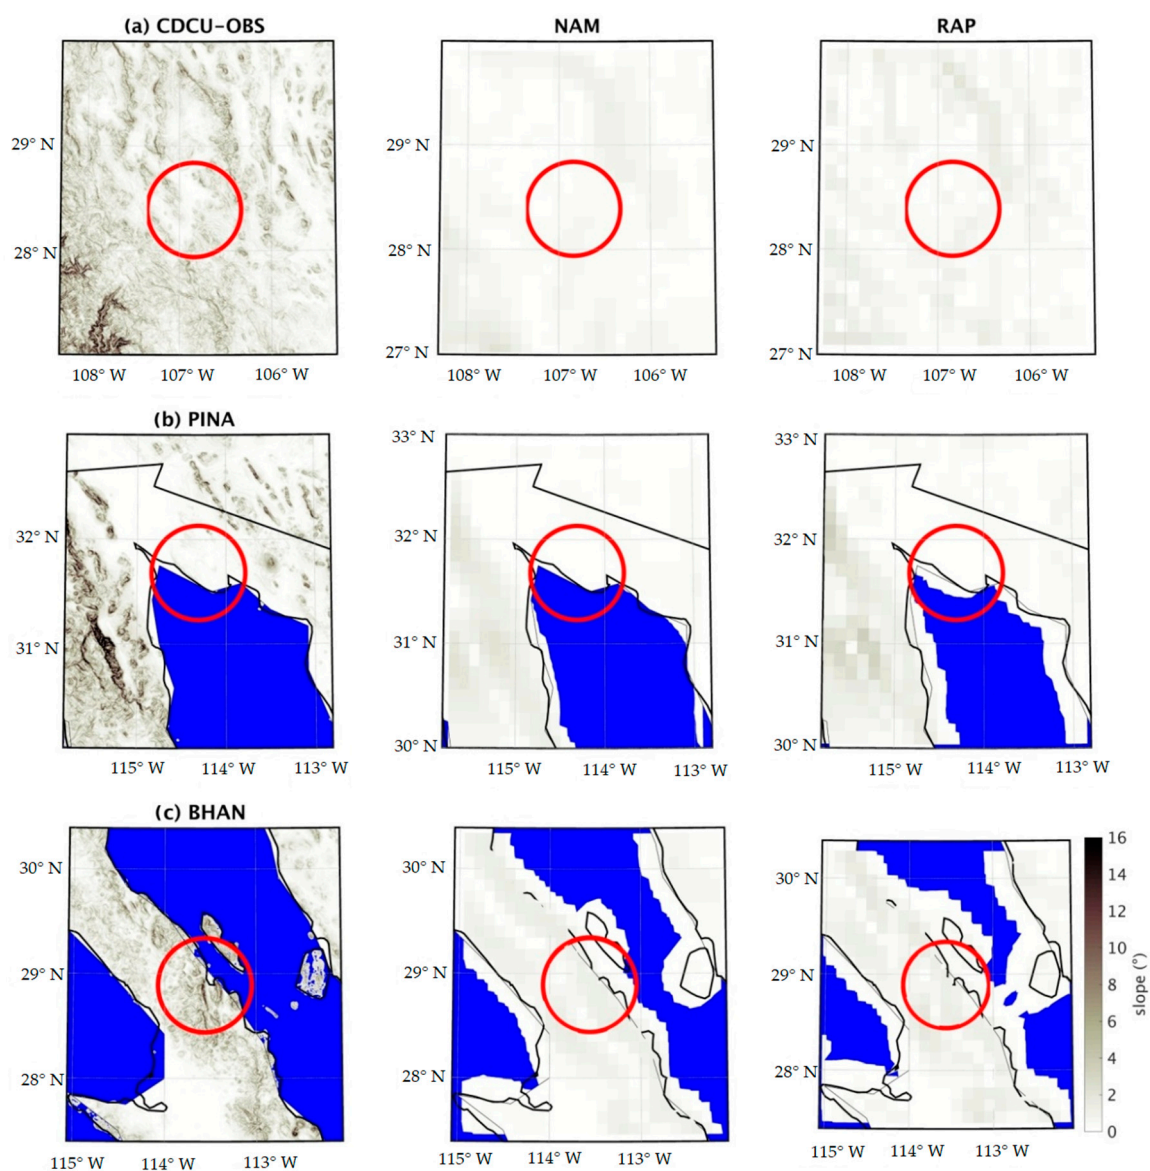 (a) CDCU-OBS
NAM
RAP
29° N
28° N
29° N
28° N
27° N
29° N
28° N
27° N
108° W
107° W
106° W
108° W
107° W
106° W
108° W
107° W
106° W
(b) PINA
32° N
31° N
33° N
32° N
31° N
30° N
33° N
32° N
31° N
30° N
115° W
114° W
113° W
115° W
114° W
113° W
115° W
114° W
113° W
(c) BHAN
30° N
29° N
28° N
30° N
29° N
28° N
30° N
29° N
28° N
16
14
12
10
8
6
4
2
0
slope (°)
115° W
114° W
113° W
115° W
114° W
113° W
115° W
114° W
113° W